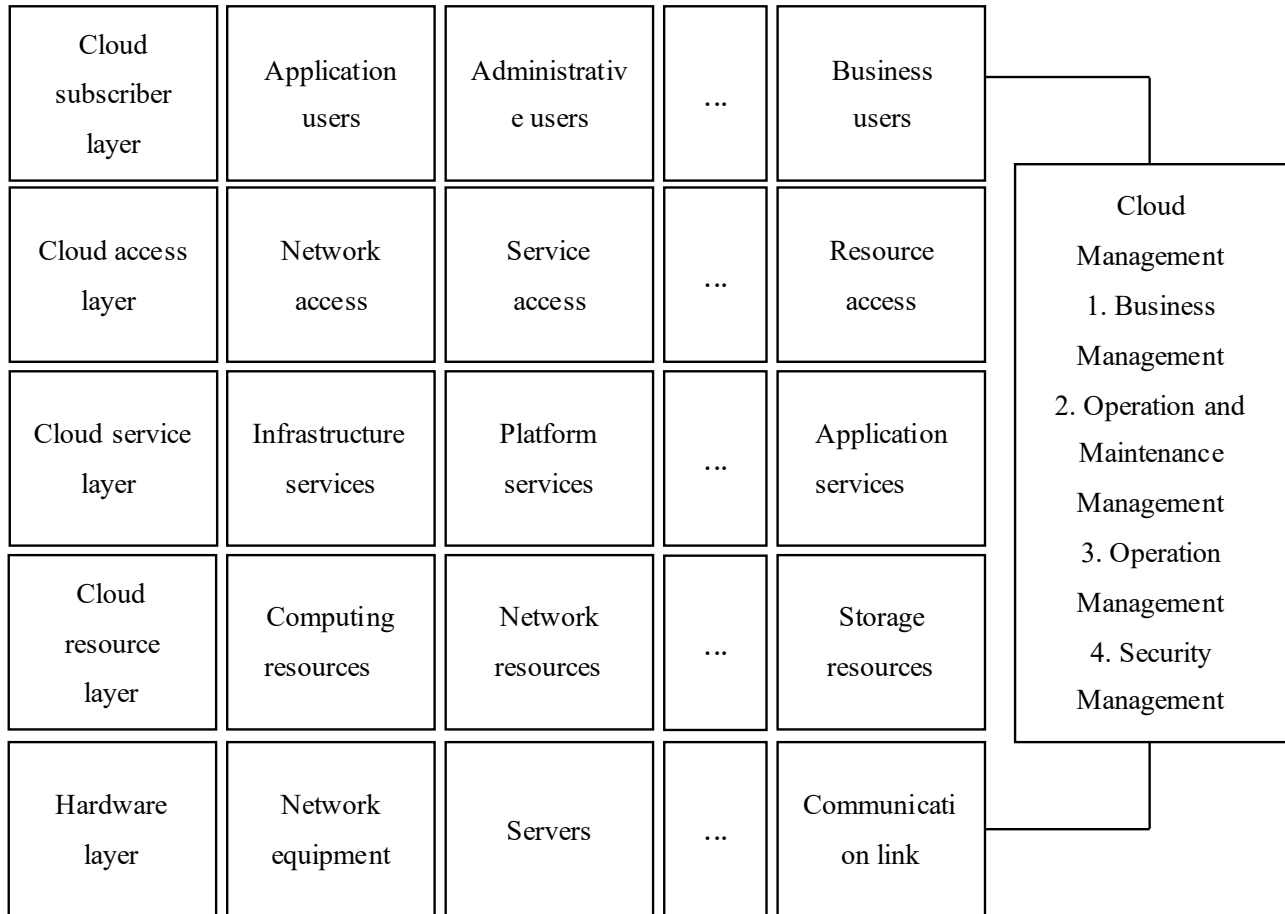 Cloud
subscriber
layer
Application
users
Administrativ
e users
...
Business
users
Cloud access
layer
Network
access
Service
access
...
Resource
access
Cloud service
layer
Infrastructure
services
Platform
services
...
Application
services
Cloud
resource
layer
Computing
resources
Network
resources
...
Storage
resources
Hardware
layer
Network
equipment
Servers
...
Communicati
on link
Cloud
Management
1. Business
Management
2. Operation and
Maintenance
Management
3. Operation
Management
4. Security
Management